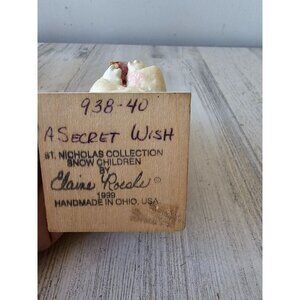 938-40
A SECRET WISH
ST. NICHOLAS COLLECTION
SNOW CHILDREN
BY
Elaine Roesle ©
1999
HANDMADE IN OHIO, USA